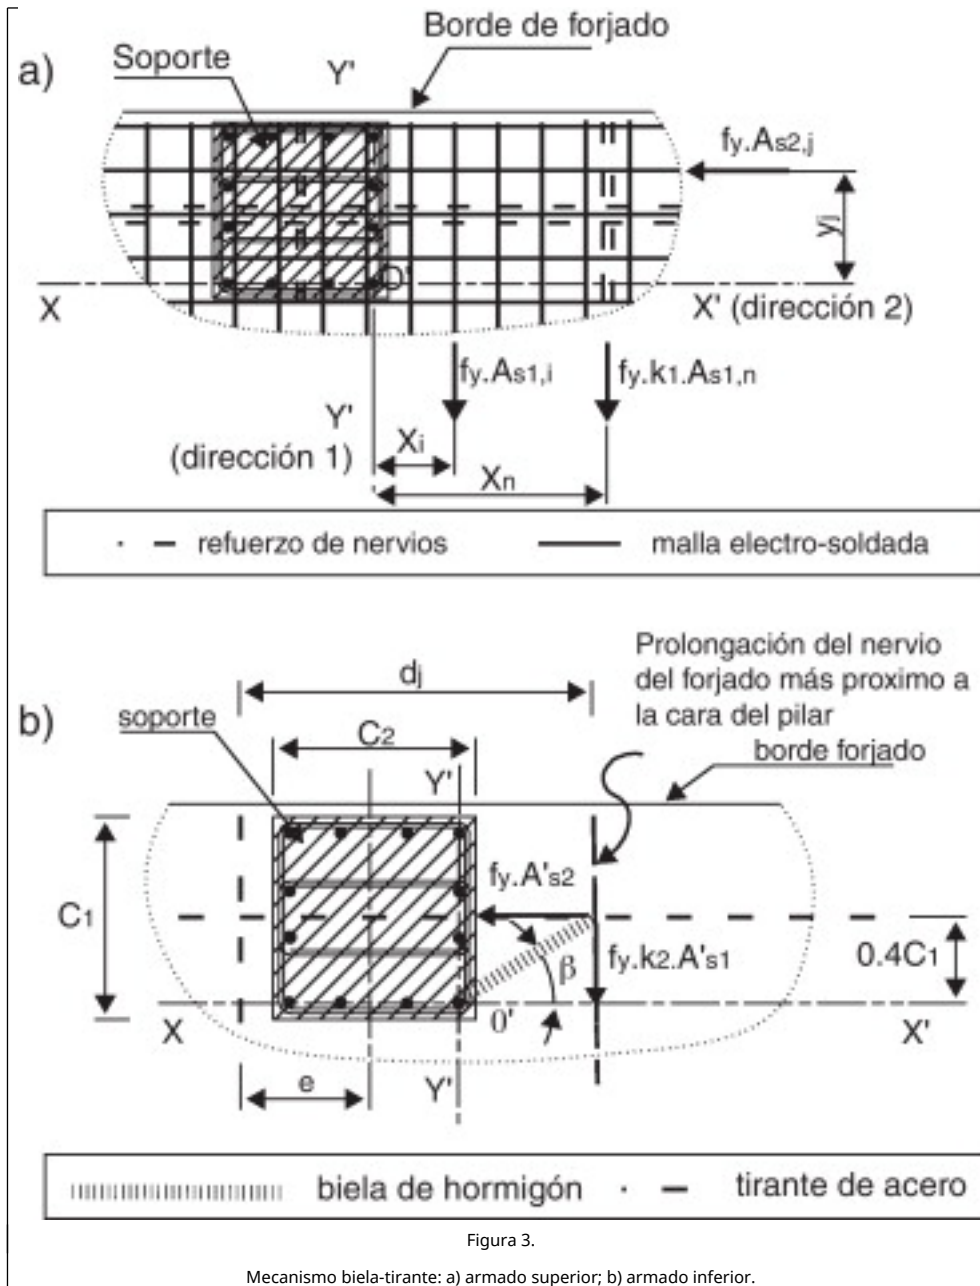 a)
Soporte
Y'
Borde de forjado
fy.As2,j
yj
O'
X
X' (dirección 2)
fy.As1,i
fy.k1.As1,n
Y'
(dirección 1)
Xi
Xn
refuerzo de nervios
malla electro-soldada
b)
soporte
dj
C2
Y'
Prolongación del nervio
del forjado más proximo a
la cara del pilar
borde forjado
C1
fy.A's2
β
fy.k2.A's1
0.4C1
X
0'
X'
e
Y'
biela de hormigón
tirante de acero
Figura 3.
Mecanismo biela-tirante: a) armado superior; b) armado inferior.